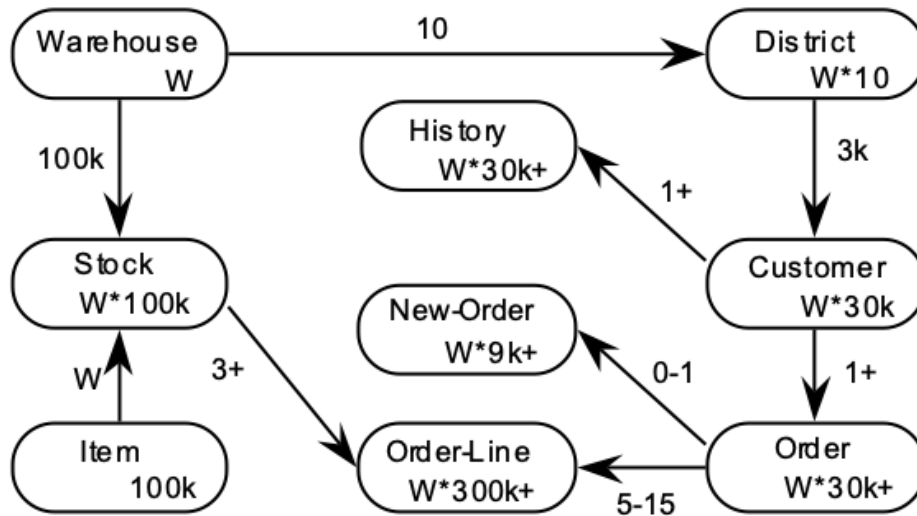 Warehouse
W
10
District
W*10
100k
History
W*30k+
3k
1+
Stock
W*100k
Customer
W*30k
New-Order
W*9k+
W
3+
0-1
1+
Item
100k
Order-Line
W*300k+
5-15
Order
W*30k+